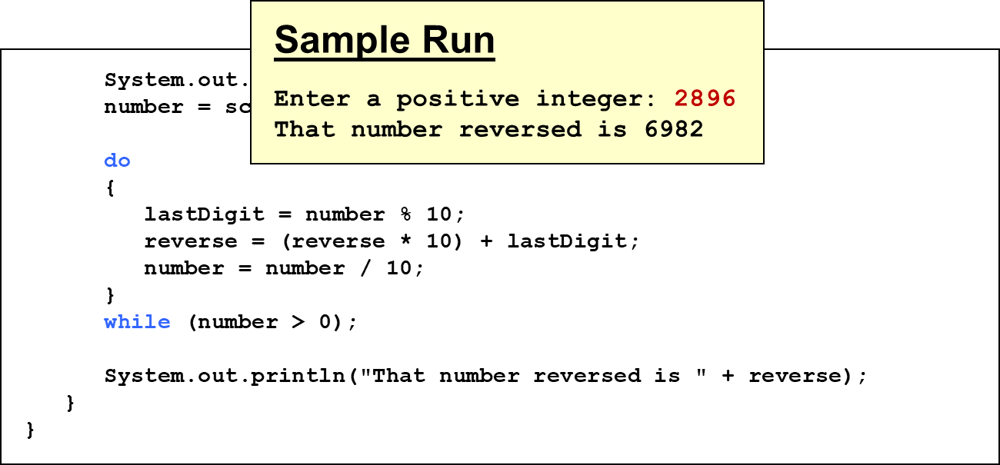 Sample Run
Enter a positive integer: 2896
That number reversed is 6982
System.out.
number = sc
do
{
lastDigit = number % 10;
reverse = (reverse * 10) + lastDigit;
number = number / 10;
}
while (number > 0);
System.out.println("That number reversed is " + reverse);
}
}